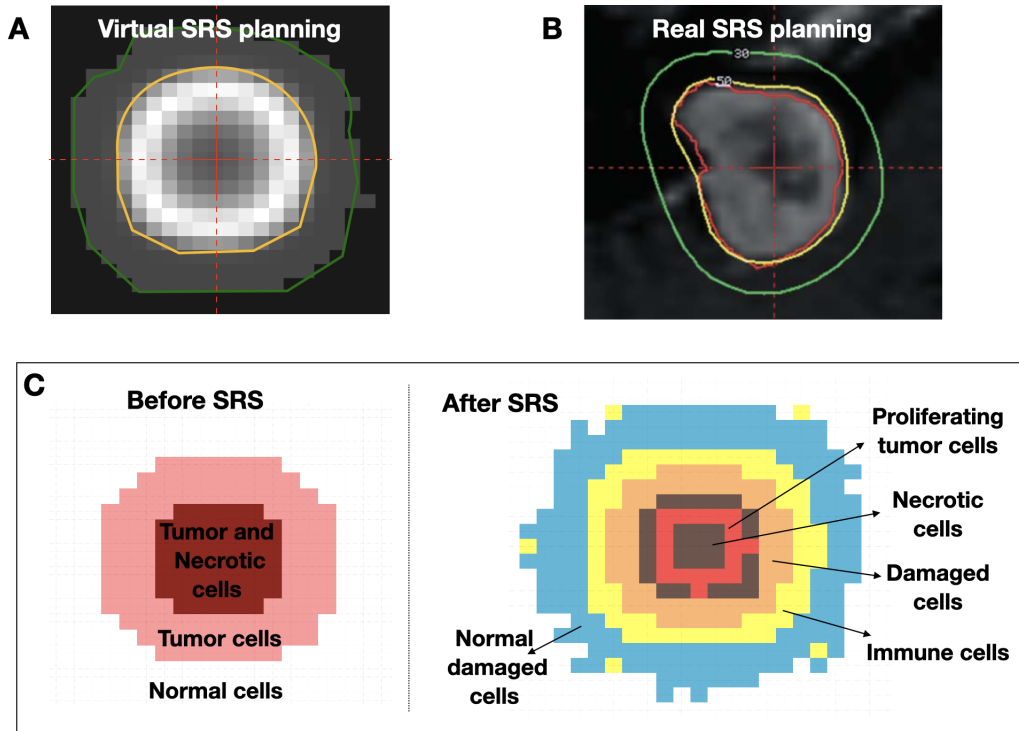 A
Virtual SRS planning
B
Real SRS planning
30
50
C
Before SRS
Tumor and
Necrotic
cells
Tumor cells
Normal cells
After SRS
Proliferating
tumor cells
Necrotic
cells
Damaged
cells
Immune cells
Normal
damaged
cells